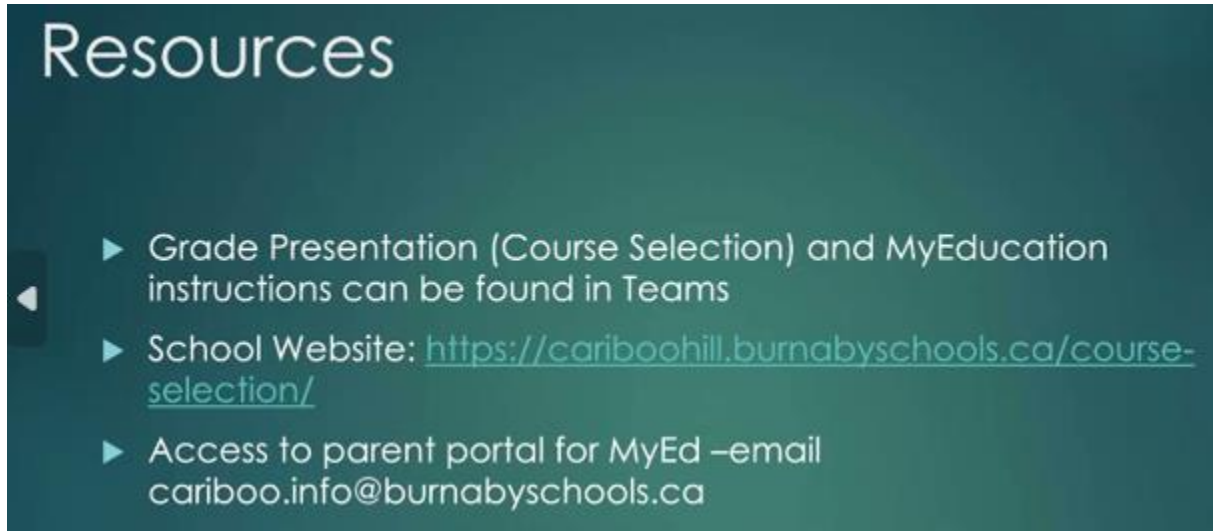 Resources
Grade Presentation (Course Selection) and MyEducation
instructions can be found in Teams
School Website: https://cariboohill.burnabyschools.ca/course-
selection/
Access to parent portal for MyEd –email
cariboo.info@burnabyschools.ca